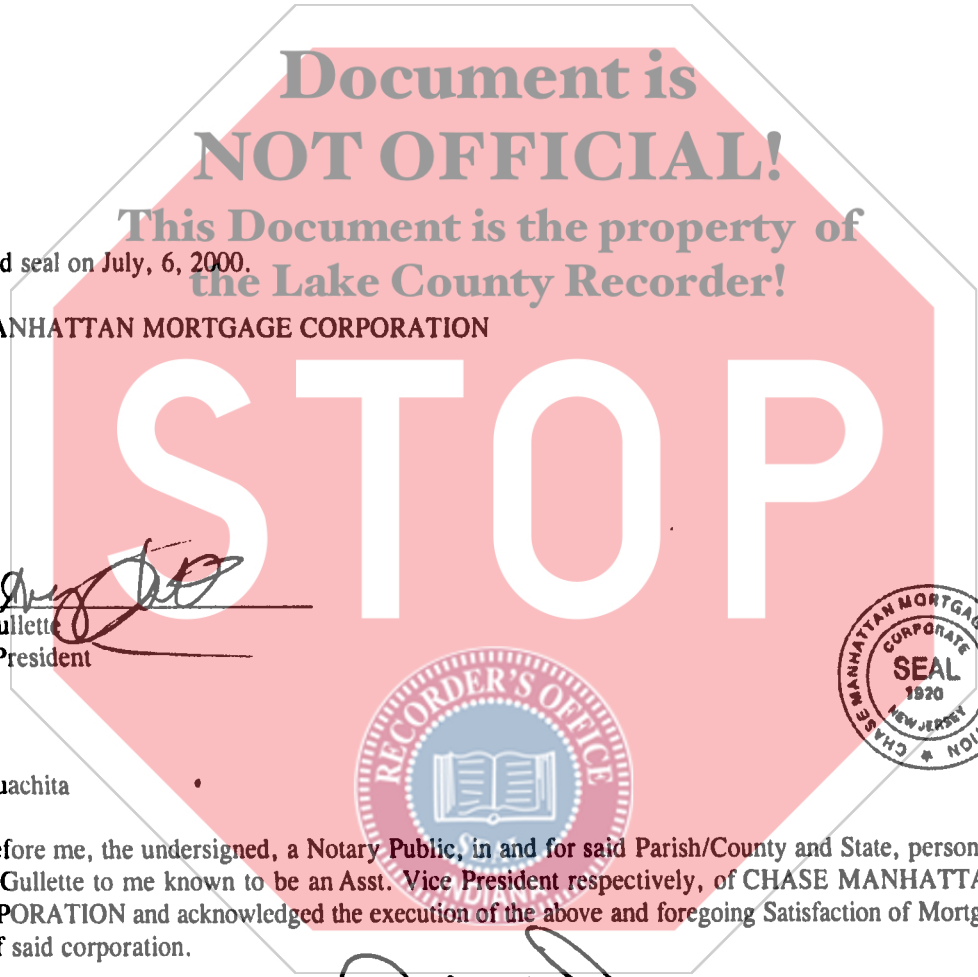 Document is
NOT OFFICIAL!
This Document is the property of
d seal on July, 6, 2000.
the Lake County Recorder!
ANHATTAN MORTGAGE CORPORATION
STOP
ullette
President
CHASE MANHATTAN MORTGAG
TION
CORPORATE
SEAL
1920
NEW JERSEY
RECORDER'S OFFICE
SEAL
INDIANA
uachita
efore me, the undersigned, a Notary Public, in and for said Parish/County and State, person
Gullette to me known to be an Asst. Vice President respectively, of CHASE MANHATTA
PORATION and acknowledged the execution of the above and foregoing Satisfaction of Mortg
f said corporation.